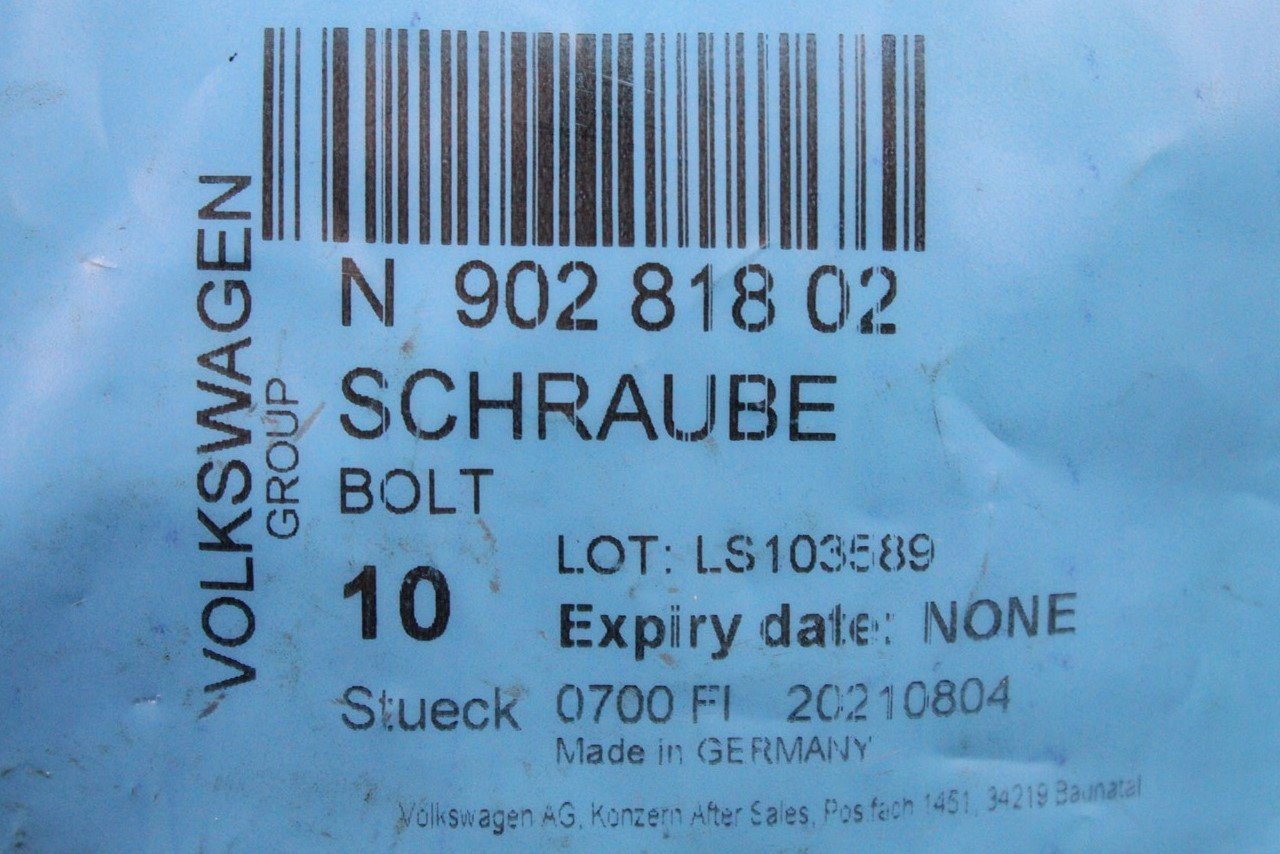 VOLKSWAGEN
GROUP
N 902 818 02
SCHRAUBE
BOLT
10
Stueck
LOT: LS103589
Expiry date: NONE
0700 FI 20210804
Made in GERMANY
Volkswagen AG, Konzern After Sales, Postfach 1451, 34219 Baunatal